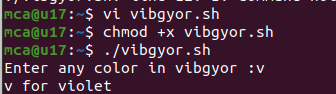 mca@u17:~$ vi vibgyor.sh
mca@u17:~$ chmod +x vibgyor.sh
mca@u17:~$ ./vibgyor.sh
Enter any color in vibgyor :v
v for violet